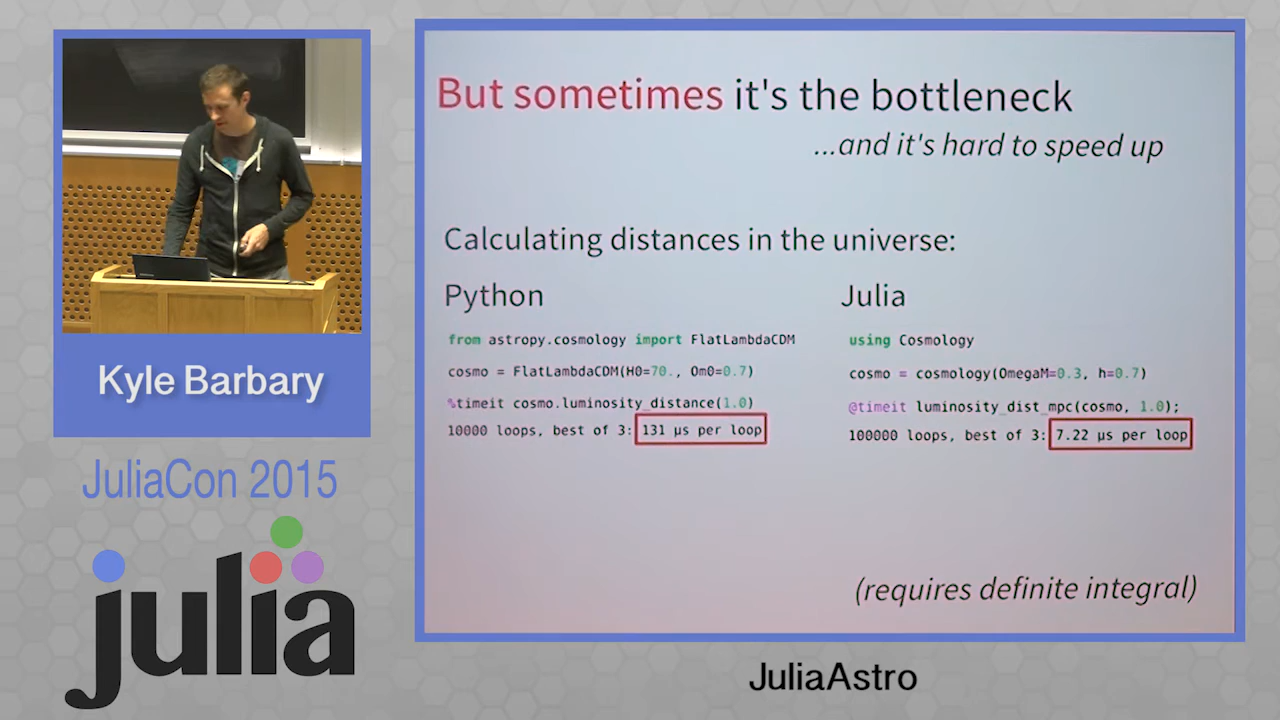 But sometimes it's the bottleneck
...and it's hard to speed up
Calculating distances in the universe:
Python
from astropy.cosmology import FlatLambdaCDM
cosmo = FlatLambdaCDM(H0=70., Om0=0.7)
%timeit cosmo.luminosity_distance(1.0)
10000 loops, best of 3: 131 µs per loop
Julia
using Cosmology
cosmo = cosmology(OmegaM=0.3, h=0.7)
@timeit luminosity_dist_mpc(cosmo, 1.0);
100000 loops, best of 3: 7.22 µs per loop
(requires definite integral)
Kyle Barbary
JuliaCon 2015
julia
JuliaAstro